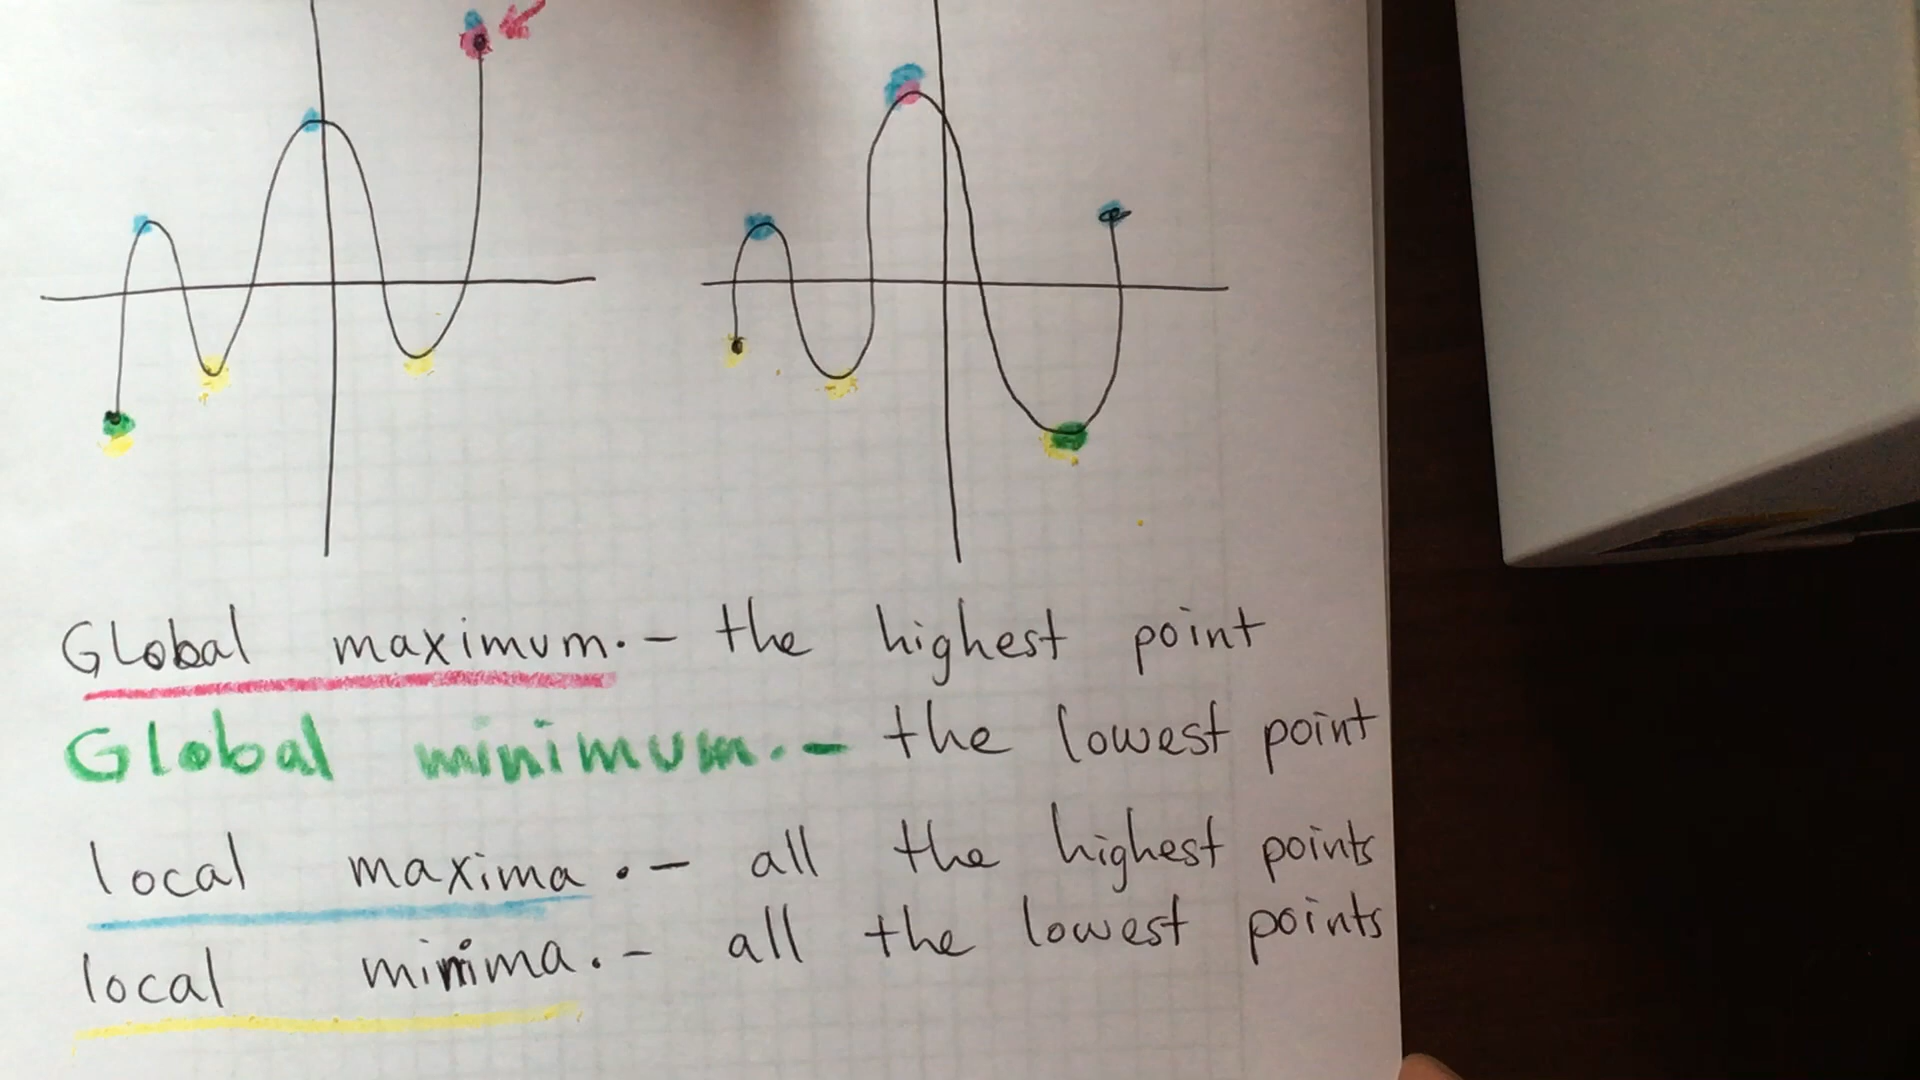 Global maximum.- the highest point
Global minimum.- the lowest point
local maxima.- all the highest points
local minima.- all the lowest points